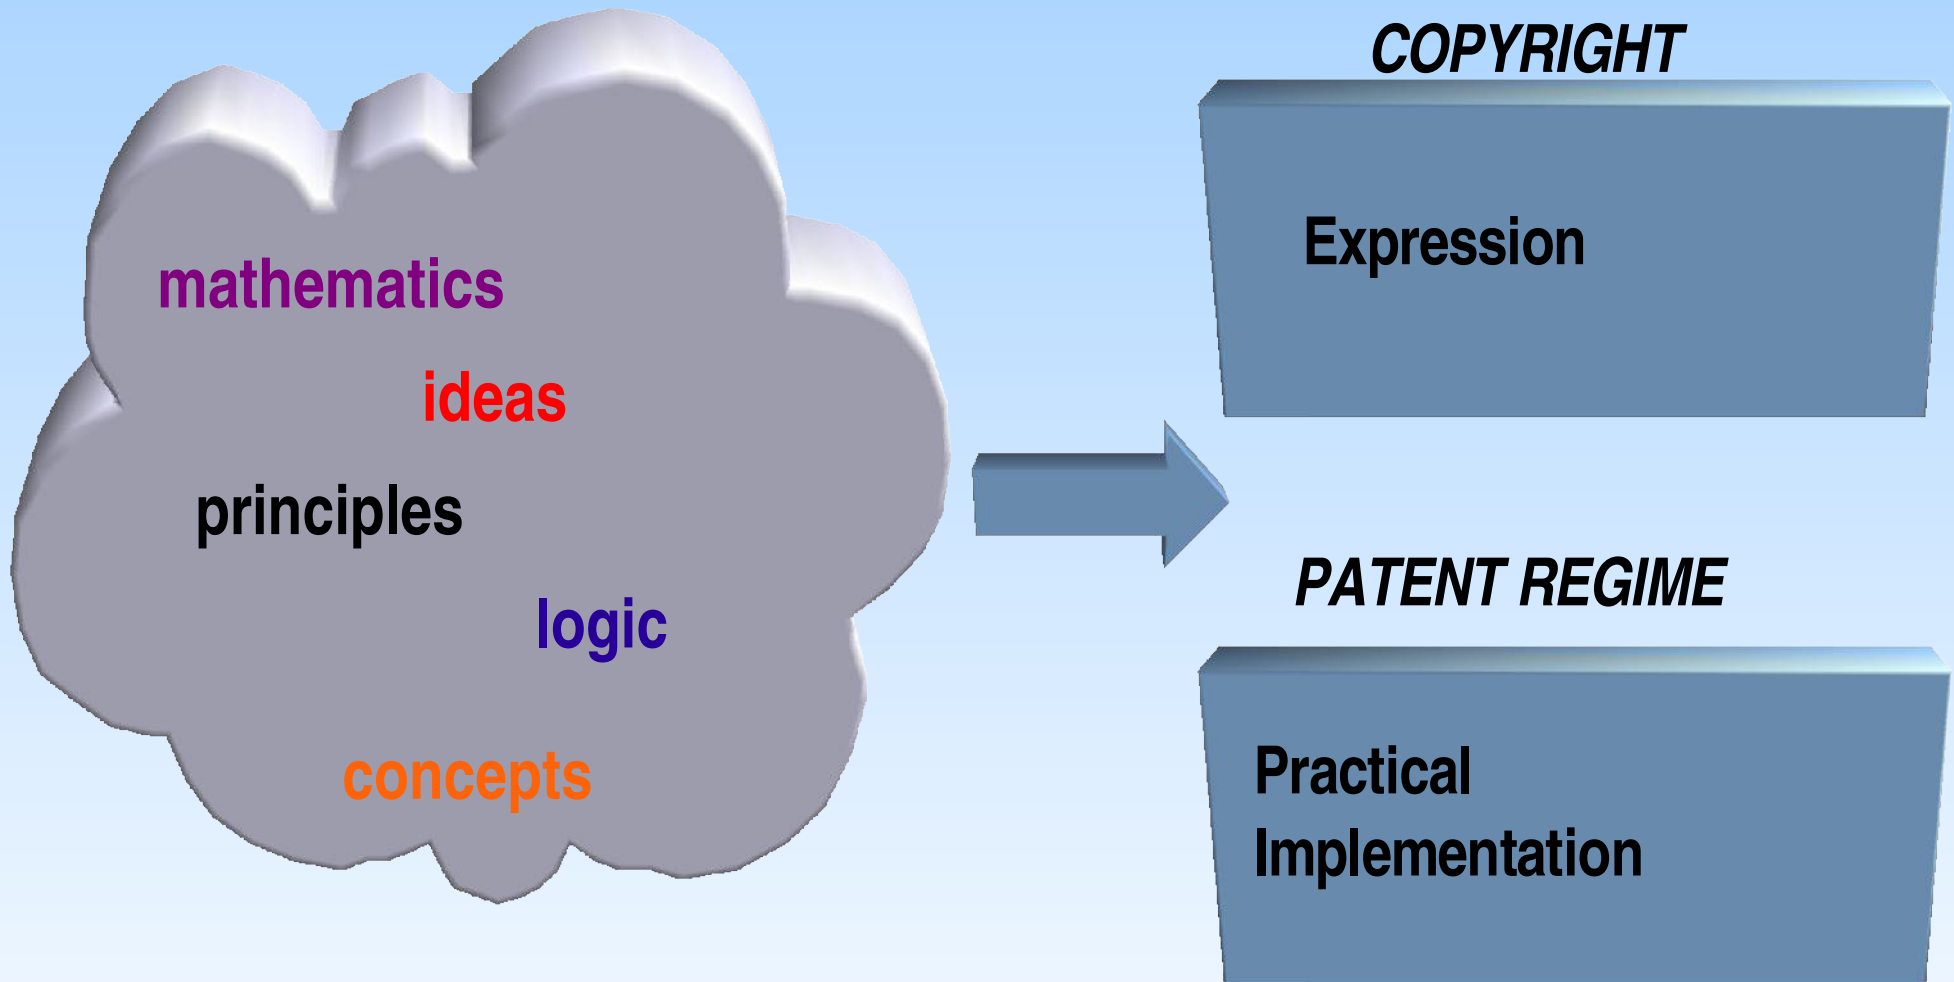 mathematics
ideas
principles
logic
concepts
COPYRIGHT
Expression
PATENT REGIME
Practical
Implementation